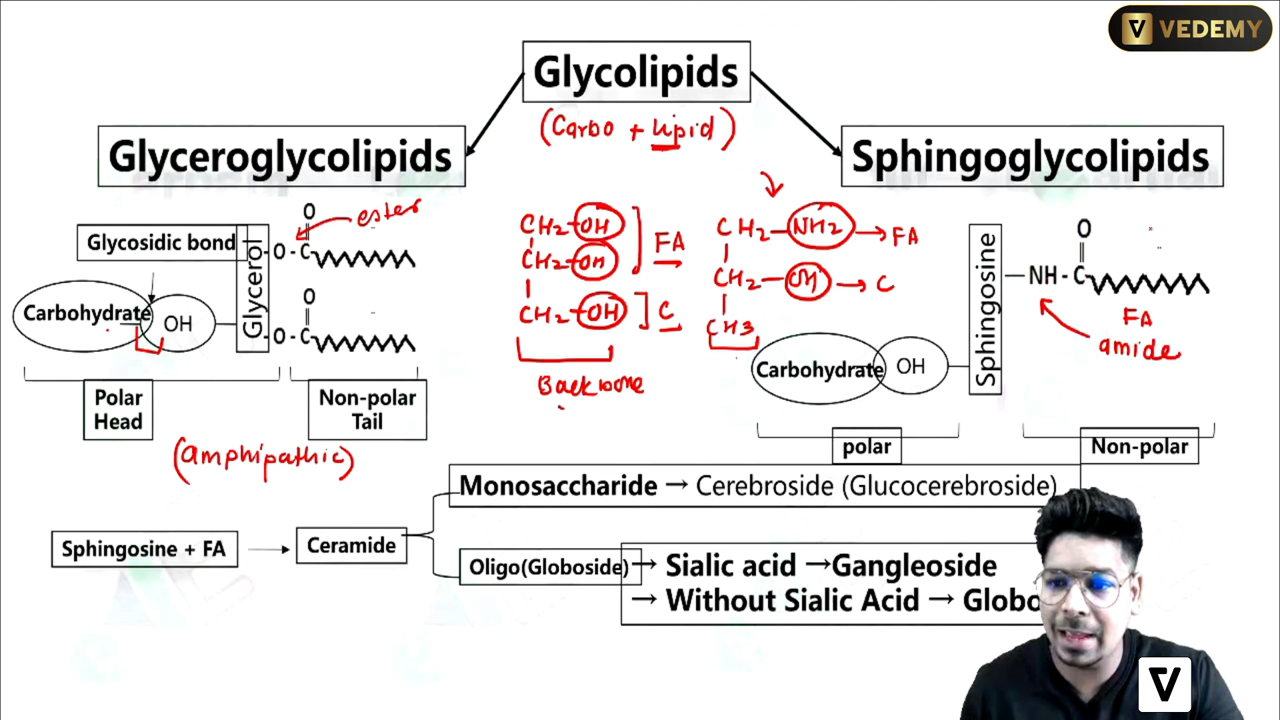 VEDEMY
Glycolipids
(Carbo + Lipid)
Glyceroglycolipids
Sphingoglycolipids
O
ester
Glycosidic bond
Glycerol
O - C
Carbohydrate
OH
O
O - C
Polar
Head
Non-polar
Tail
(amphipathic)
CH2-OH
CH2-OH
CH2-OH
FA
C
Backbone
CH2-NH2 → FA
CH2-OH → C
CH3
Sphingosine
O
NH - C
FA
amide
Carbohydrate
OH
polar
Non-polar
Monosaccharide → Cerebroside (Glucocerebroside)
Sphingosine + FA → Ceramide
Oligo(Globoside)
→ Sialic acid →Gangleoside
→ Without Sialic Acid → Globo